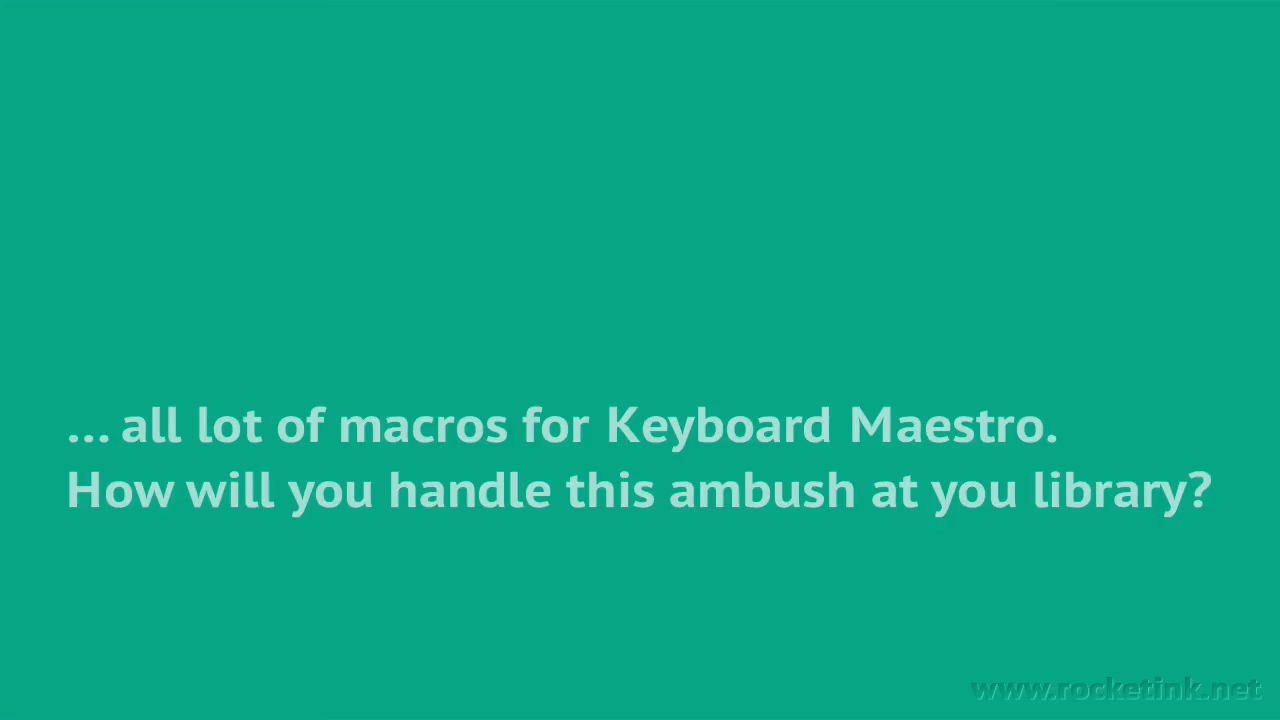 … all lot of macros for Keyboard Maestro.
How will you handle this ambush at you library?
www.rocketink.net